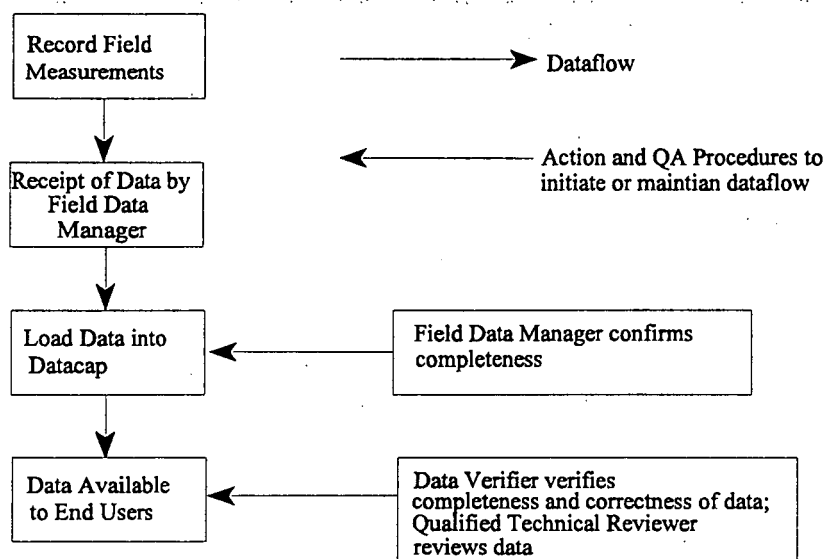 Record Field
Measurements
Dataflow
Action and QA Procedures to
initiate or maintian dataflow
Receipt of Data by
Field Data
Manager
Load Data into
Datacap
Field Data Manager confirms
completeness
Data Available
to End Users
Data Verifier verifies
completeness and correctness of data;
Qualified Technical Reviewer
reviews data